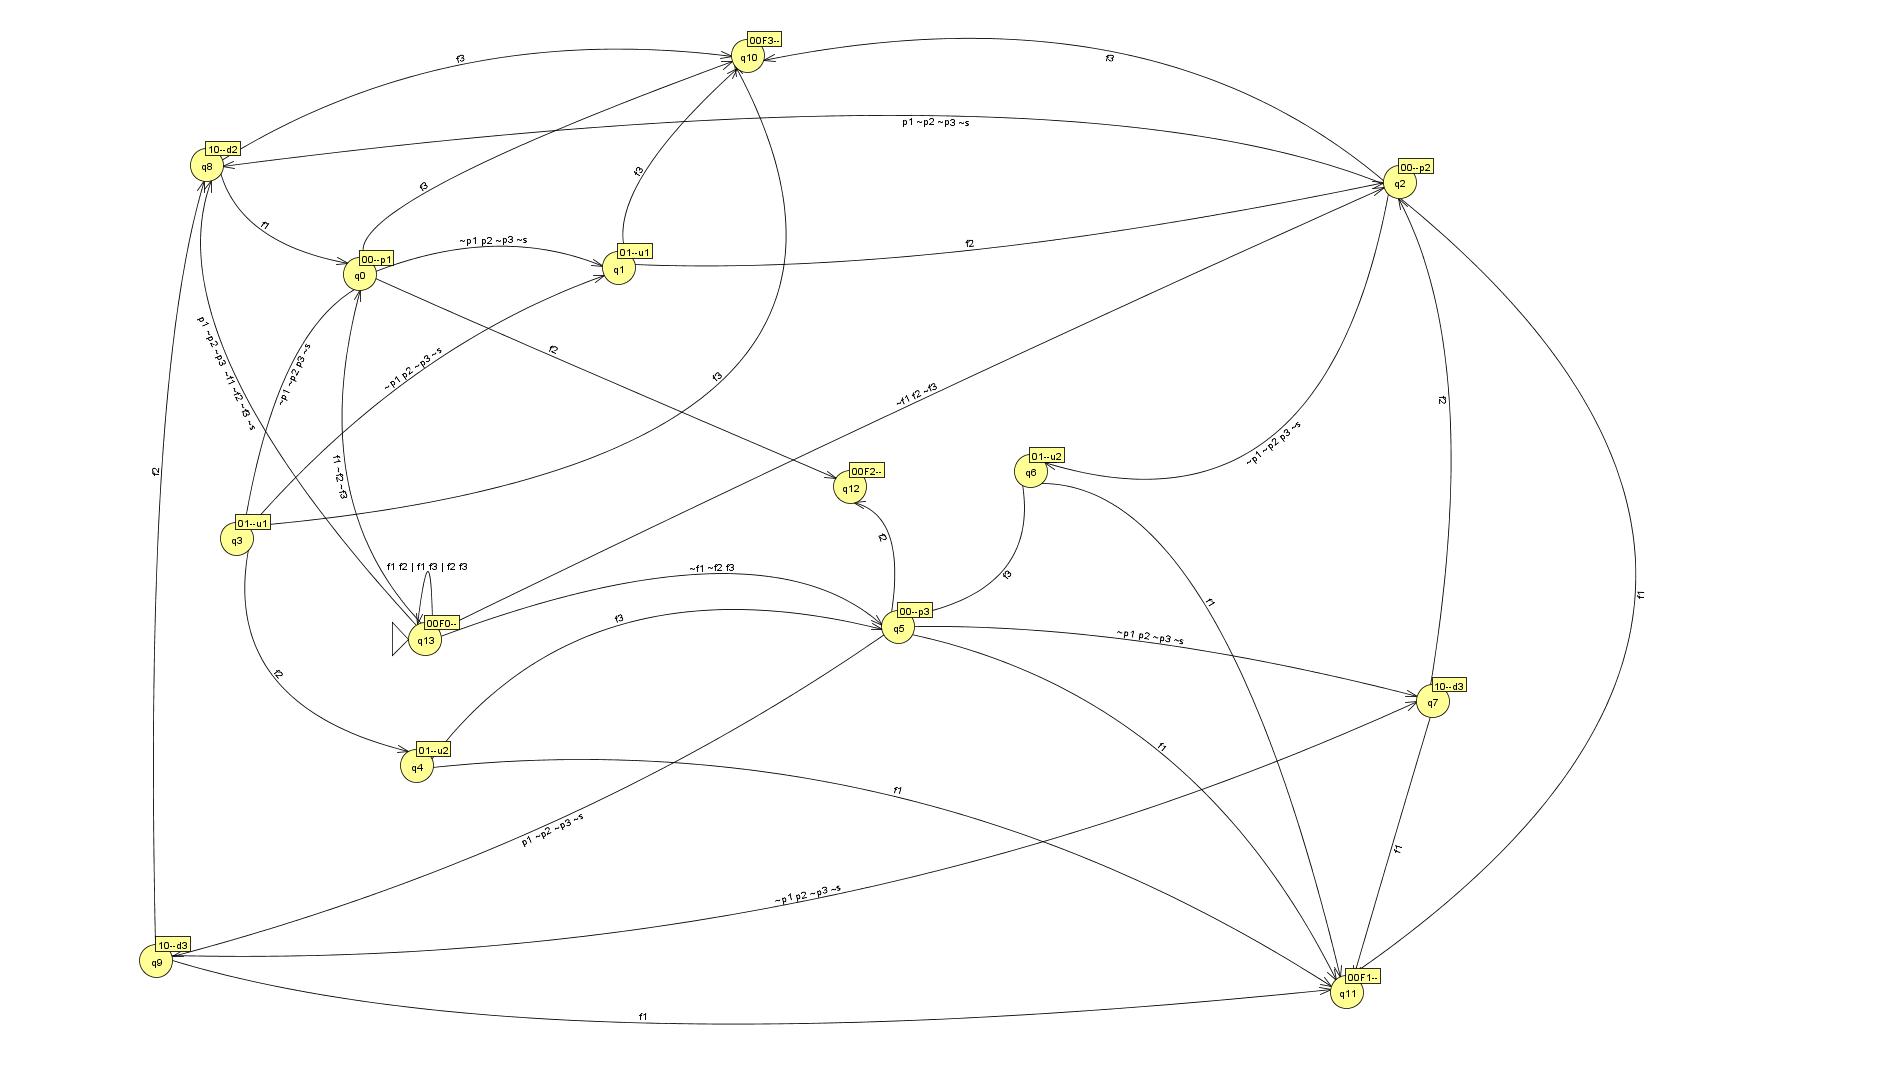 00F3--
q10
f3
f3
p1 ~p2 ~p3 ~s
10--d2
q8
00--p2
q2
f3
f3
f1
~p1 p2 ~p3 ~s
00--p1
q0
01--u1
q1
f2
p1 ~p2 ~p3 ~f1 ~f2 ~f3 ~s
~p1 ~p2 p3 ~s
~p1 p2 ~p3 ~s
f2
f3
~f1 f2 ~f3
f2
~p1 ~p2 p3 ~s
f2
f1 ~f2 ~f3
00F2--
q12
01--u2
q6
01--u1
q3
f2
f1 f2 | f1 f3 | f2 f3
~f1 ~f2 f3
f3
f1
f1
00F0--
q13
f3
00--p3
q5
~p1 p2 ~p3 ~s
f2
10--d3
q7
01--u2
q4
f1
f1
p1 ~p2 ~p3 ~s
f1
~p1 p2 ~p3 ~s
10--d3
q9
00F1--
q11
f1